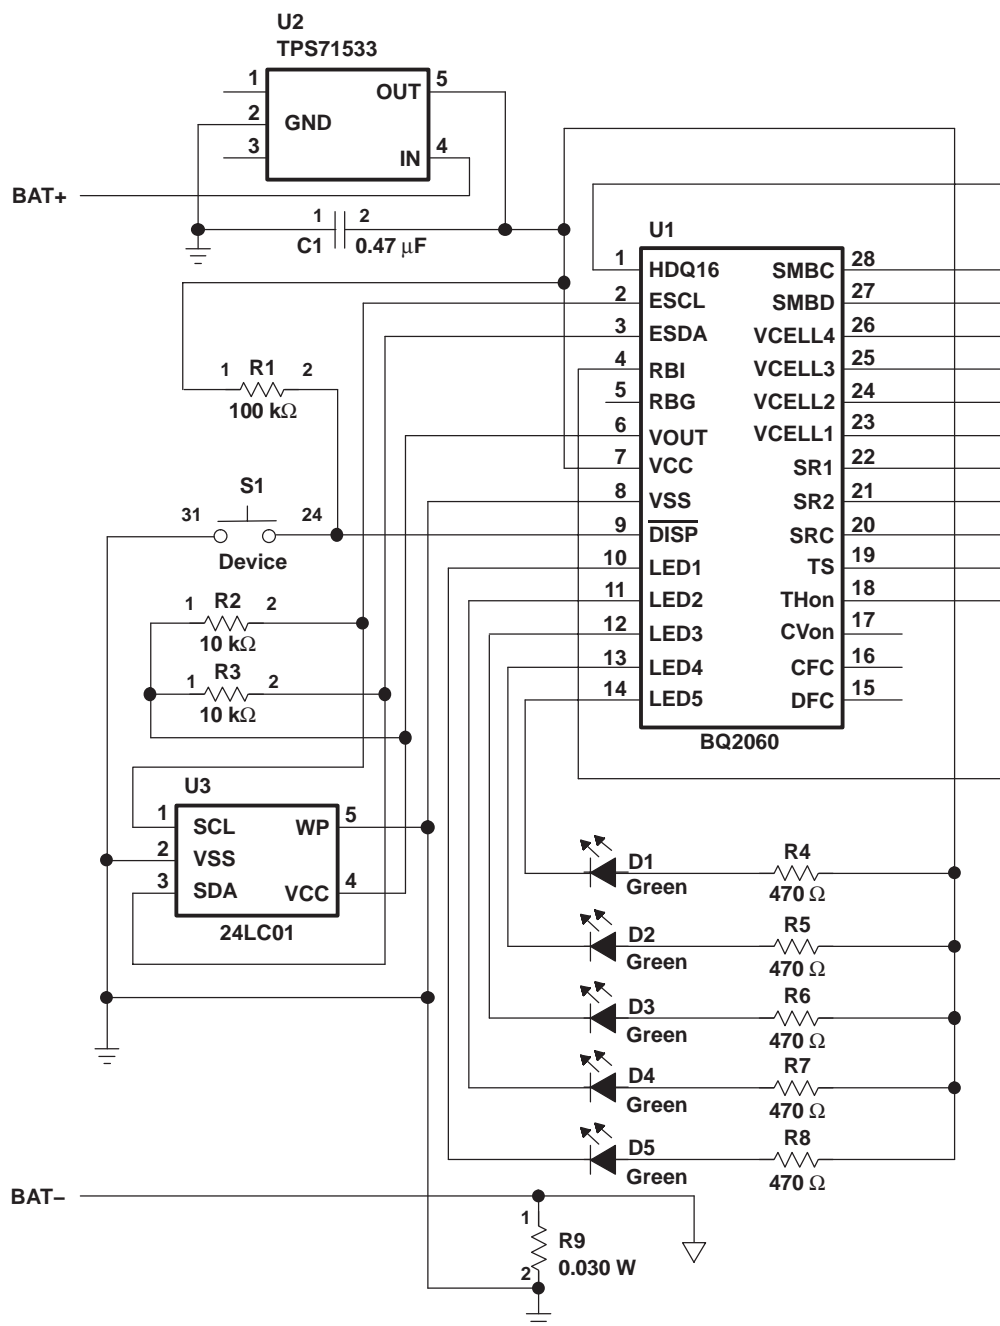 U2
TPS71533
1
OUT
5
2
GND
3
IN
4
BAT+
1
2
C1
0.47 μF
U1
1
HDQ16
SMBC
28
2
ESCL
SMBD
27
3
ESDA
VCELL4
26
4
RBI
VCELL3
25
5
RBG
VCELL2
24
6
VOUT
VCELL1
23
7
VCC
SR1
22
8
VSS
SR2
21
9
DISP
SRC
20
10
LED1
TS
19
11
LED2
THon
18
12
LED3
CVon
17
13
LED4
CFC
16
14
LED5
DFC
15
BQ2060
1
R1
2
100 kΩ
S1
31
24
Device
1
R2
2
10 kΩ
1
R3
2
10 kΩ
U3
1
SCL
WP
5
2
VSS
3
SDA
VCC
4
24LC01
D1
Green
R4
470 Ω
D2
Green
R5
470 Ω
D3
Green
R6
470 Ω
D4
Green
R7
470 Ω
D5
Green
R8
470 Ω
BAT–
1
R9
2
0.030 W